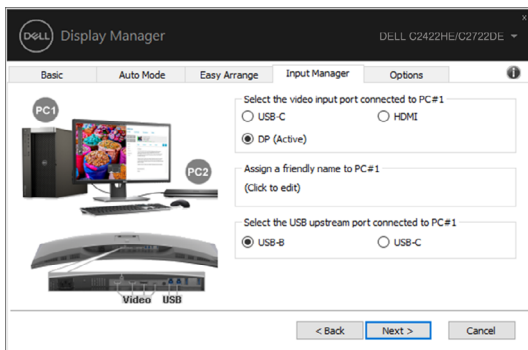 DELL Display Manager
DELL C2422HE/C2722DE
Basic Auto Mode Easy Arrange Input Manager Options
Select the video input port connected to PC#1
USB-C HDMI
DP (Active)
Assign a friendly name to PC#1
(Click to edit)
Select the USB upstream port connected to PC#1
USB-B USB-C
PC1
PC2
Video USB
< Back Next > Cancel